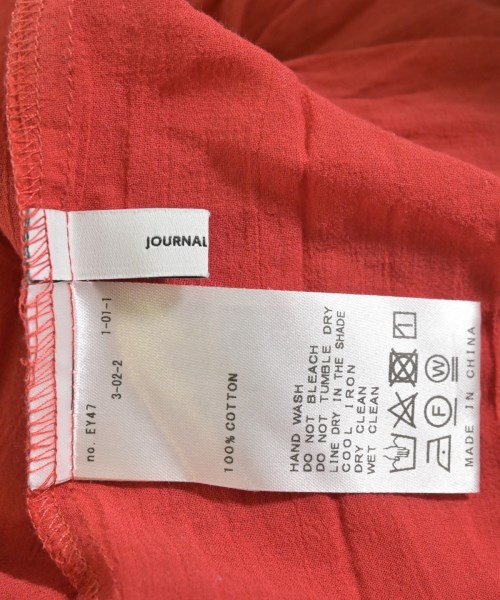 JOURNAL
1-01-1
3-02-2
no. EY47
100% COTTON
HAND WASH
DO NOT BLEACH
DO NOT TUMBLE DRY
LINE DRY IN THE SHADE
COOL IRON
DRY CLEAN
WET CLEAN
F
W
MADE IN CHINA